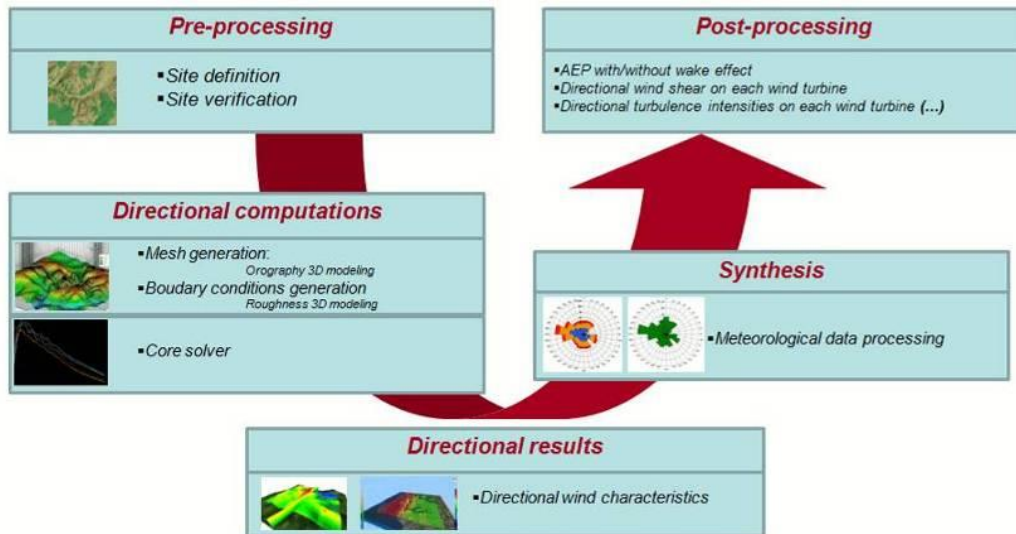 Pre-processing
▪Site definition
▪Site verification
Directional computations
▪Mesh generation:
Orography 3D modeling
▪Boudary conditions generation
Roughness 3D modeling
▪Core solver
Directional results
▪Directional wind characteristics
Synthesis
▪Meteorological data processing
Post-processing
▪AEP with/without wake effect
▪Directional wind shear on each wind turbine
▪Directional turbulence intensities on each wind turbine (...)